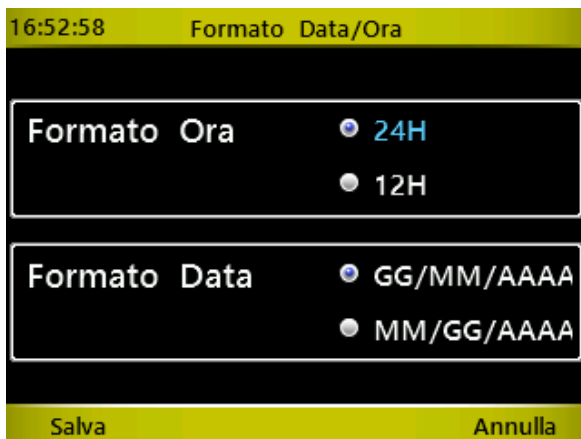 16:52:58 Formato Data/Ora
Formato Ora 24H
12H
Formato Data GG/MM/AAAA
MM/GG/AAAA
Salva Annulla